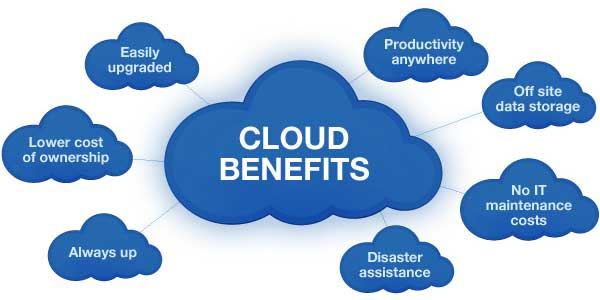 CLOUD
BENEFITS
Easily
upgraded
Productivity
anywhere
Off site
data storage
Lower cost
of ownership
No IT
maintenance
costs
Always up
Disaster
assistance